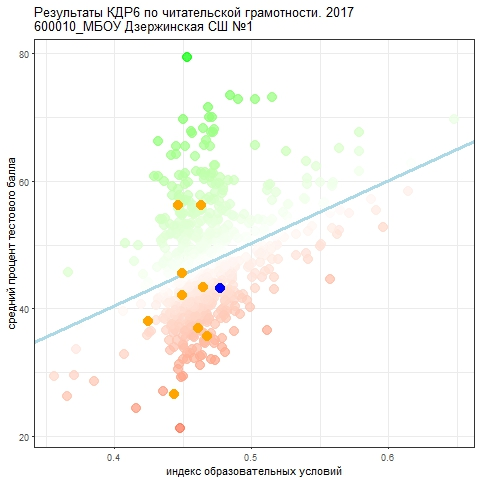 Результаты КДР6 по читательской грамотности. 2017
600010_МБОУ Дзержинская СШ №1
80
60
40
20
средний процент тестового балла
0.4
0.5
0.6
индекс образовательных условий